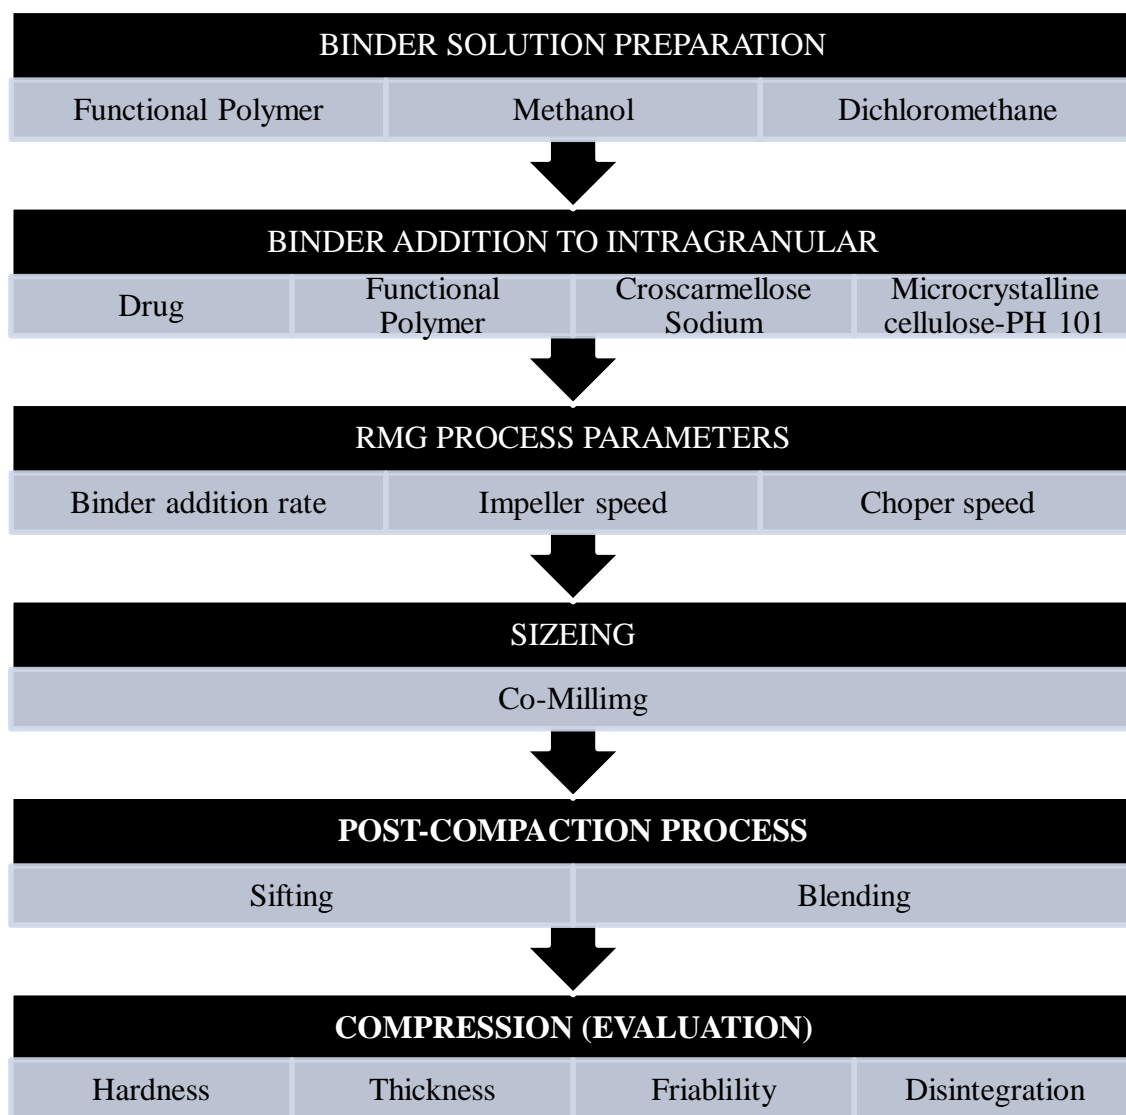 BINDER SOLUTION PREPARATION
Functional Polymer
Methanol
Dichloromethane
BINDER ADDITION TO INTRAGRANULAR
Drug
Functional
Polymer
Croscarmellose
Sodium
Microcrystalline
cellulose-PH 101
RMG PROCESS PARAMETERS
Binder addition rate
Impeller speed
Choper speed
SIZEING
Co-Millimg
POST-COMPACTION PROCESS
Sifting
Blending
COMPRESSION (EVALUATION)
Hardness
Thickness
Friablility
Disintegration